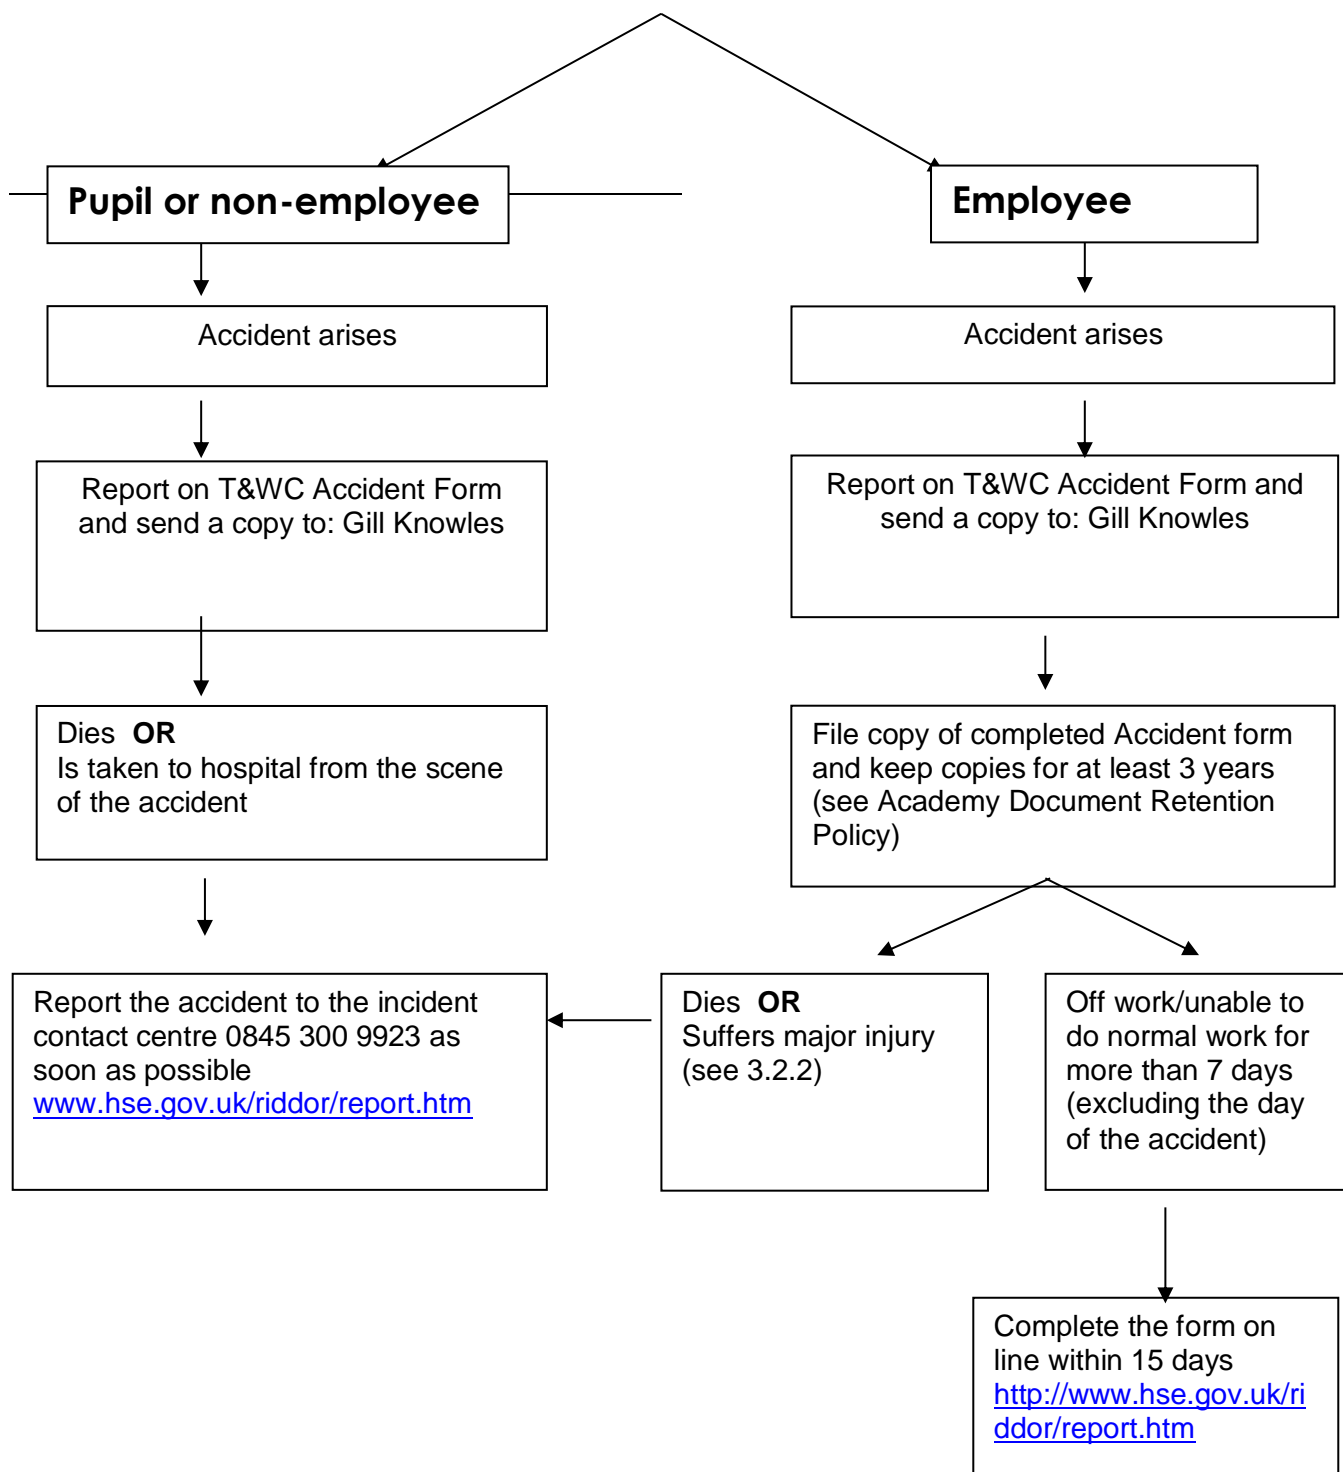 Pupil or non-employee
Employee
Accident arises
Accident arises
Report on T&WC Accident Form
and send a copy to: Gill Knowles
Report on T&WC Accident Form and
send a copy to: Gill Knowles
Dies OR
Is taken to hospital from the scene
of the accident
File copy of completed Accident form
and keep copies for at least 3 years
(see Academy Document Retention
Policy)
Report the accident to the incident
contact centre 0845 300 9923 as
soon as possible
www.hse.gov.uk/riddor/report.htm
Dies OR
Suffers major injury
(see 3.2.2)
Off work/unable to
do normal work for
more than 7 days
(excluding the day
of the accident)
Complete the form on
line within 15 days
http://www.hse.gov.uk/ri
ddor/report.htm